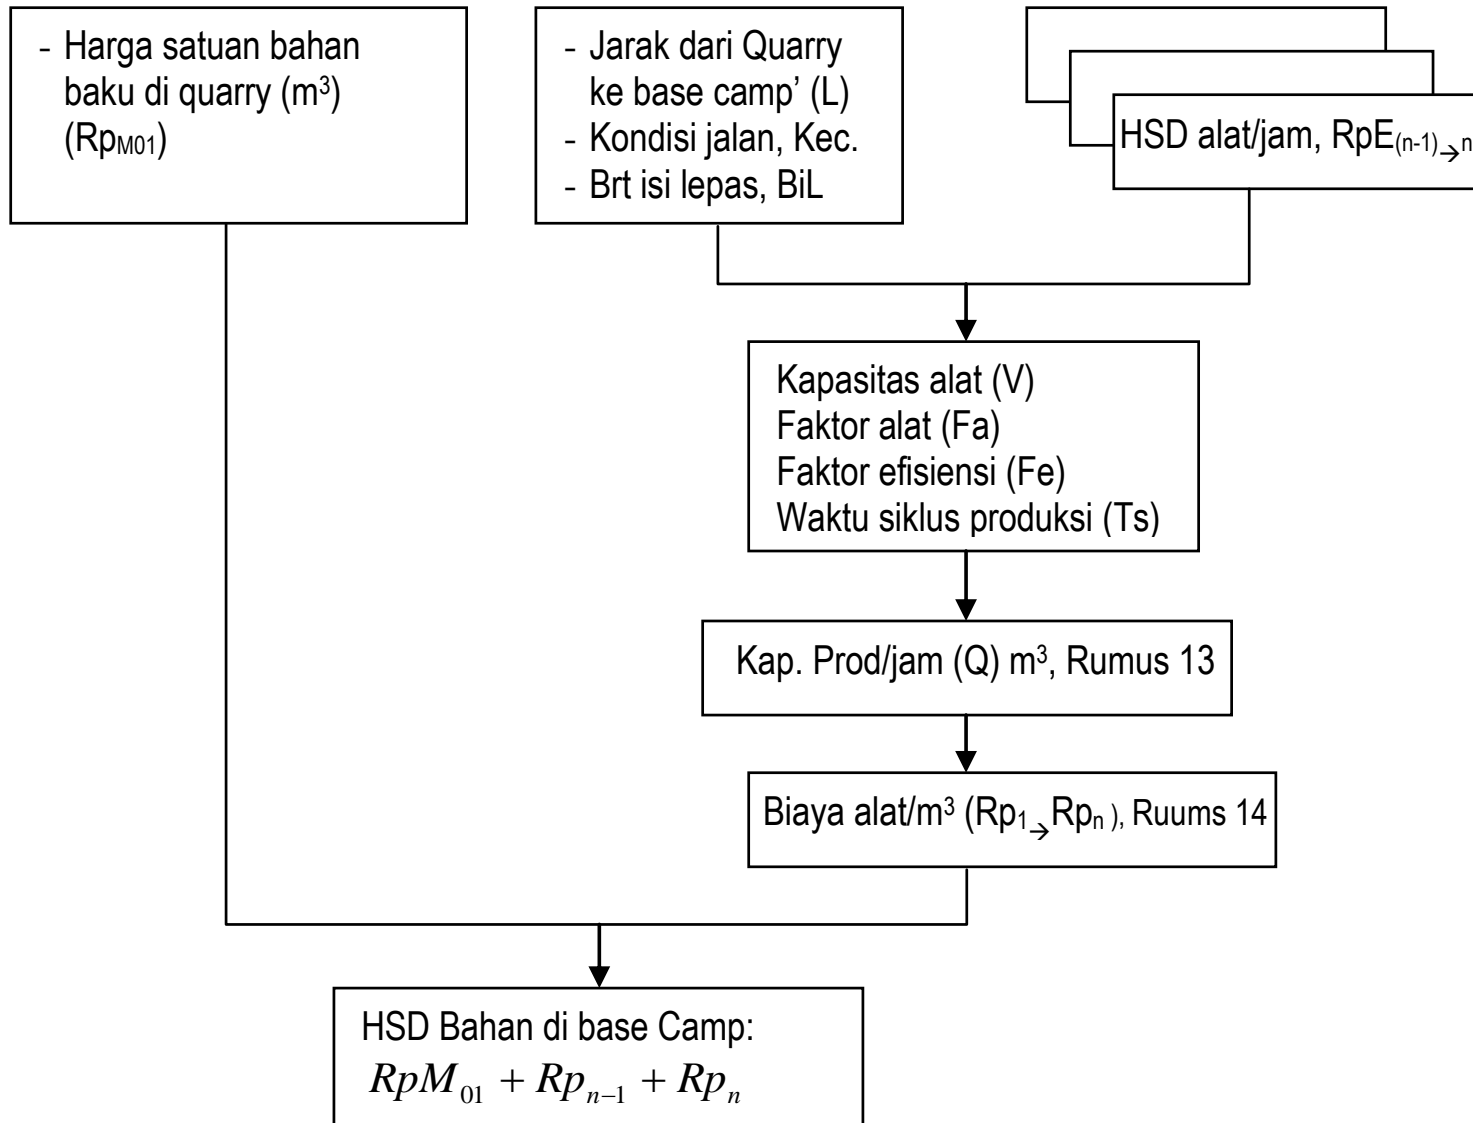 - Harga satuan bahan
baku di quarry (m³)
(Rp_M01)
- Jarak dari Quarry
ke base camp’ (L)
- Kondisi jalan, Kec.
- Brt isi lepas, BiL
HSD alat/jam, RpE_(n-1)→n
Kapasitas alat (V)
Faktor alat (Fa)
Faktor efisiensi (Fe)
Waktu siklus produksi (Ts)
Kap. Prod/jam (Q) m³, Rumus 13
Biaya alat/m³ (Rp₁→Rpₙ ), Ruums 14
HSD Bahan di base Camp:
RpM₀₁ + Rpₙ₋₁ + Rpₙ